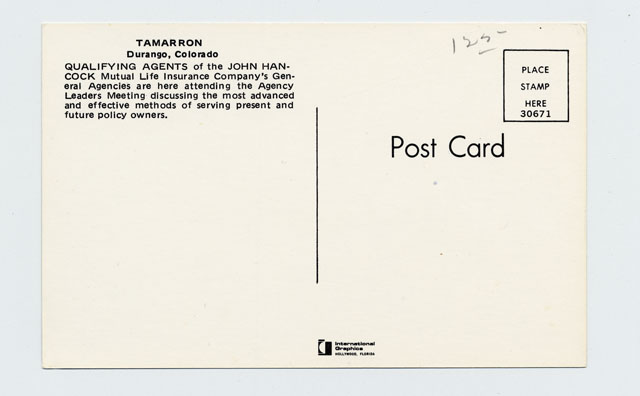 TAMARRON
Durango, Colorado
QUALIFYING AGENTS of the JOHN HAN-
COCK Mutual Life Insurance Company's Gen-
eral Agencies are here attending the Agency
Leaders Meeting discussing the most advanced
and effective methods of serving present and
future policy owners.
125-
PLACE
STAMP
HERE
30671
Post Card
International
Graphics
HOLLYWOOD, FLORIDA